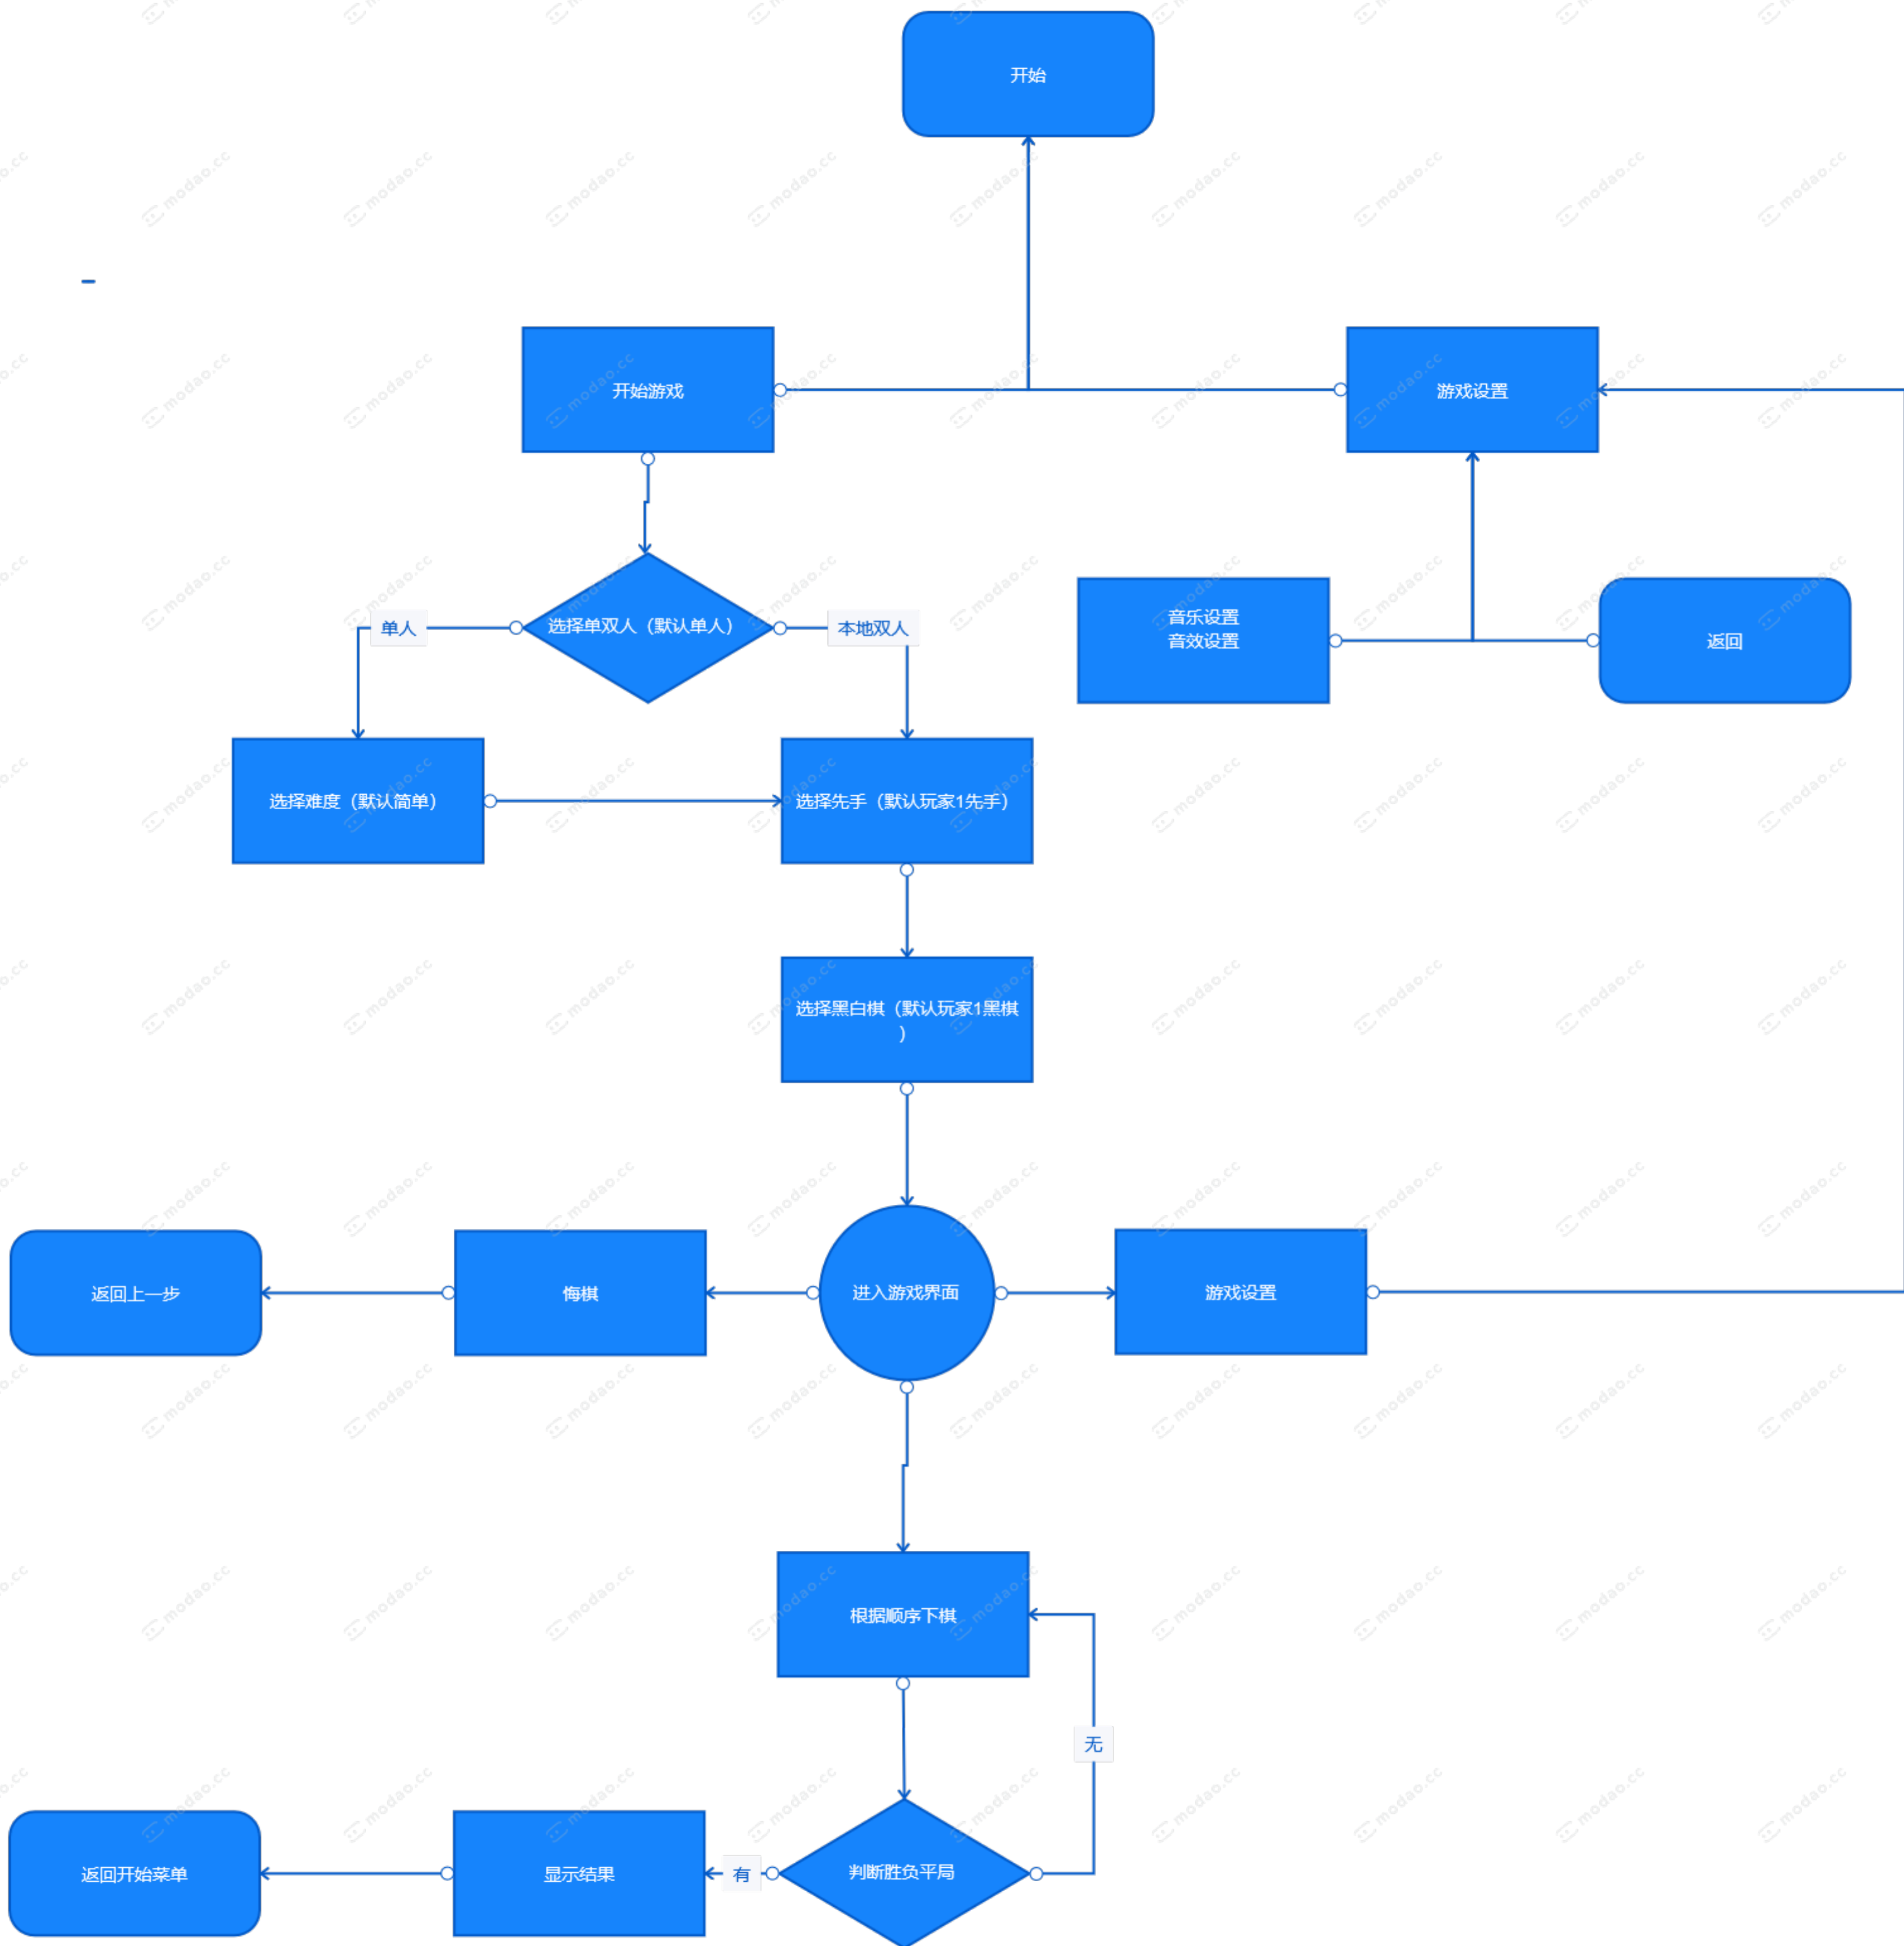 开始
开始游戏
游戏设置
选择单双人（默认单人）
单人
本地双人
音乐设置
音效设置
返回
选择难度（默认简单）
选择先手（默认玩家1先手）
选择黑白棋（默认玩家1黑棋
）
返回上一步
悔棋
进入游戏界面
游戏设置
根据顺序下棋
无
返回开始菜单
显示结果
有
判断胜负平局
modao.cc